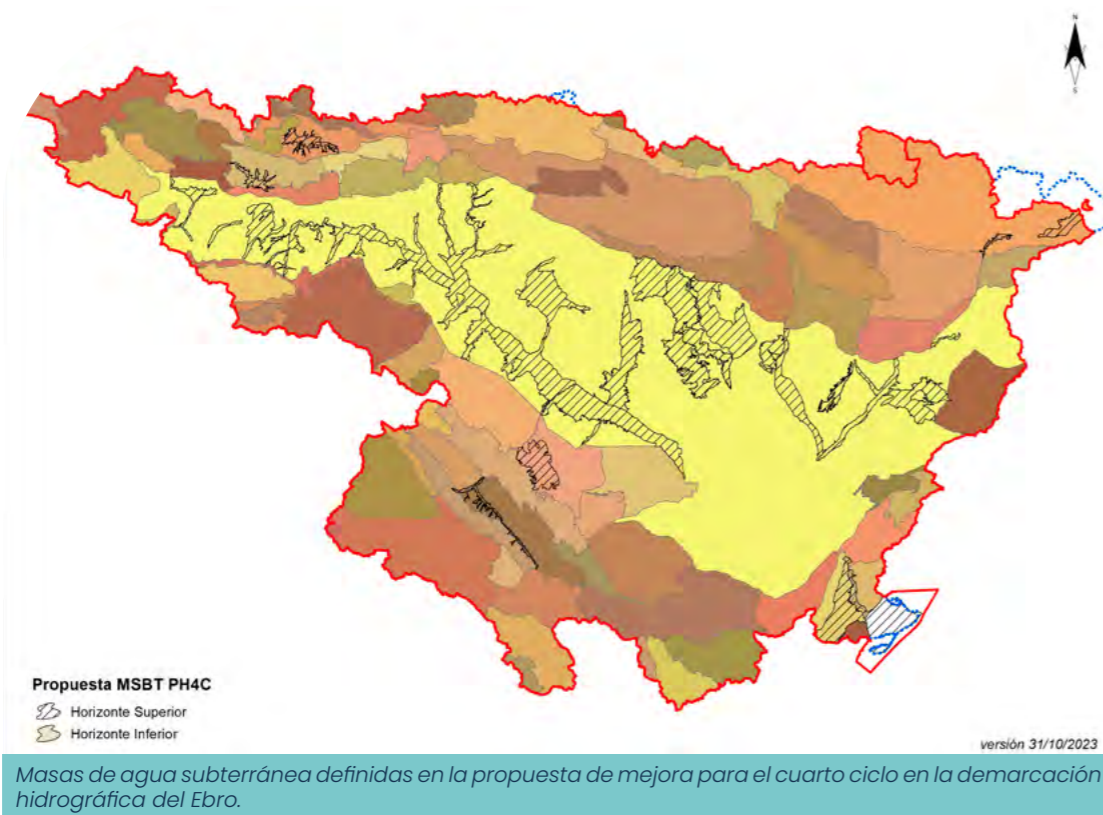 N
S
Propuesta MSBT PH4C
Horizonte Superior
Horizonte Inferior
versión 31/10/2023
Masas de agua subterránea definidas en la propuesta de mejora para el cuarto ciclo en la demarcación
hidrográfica del Ebro.